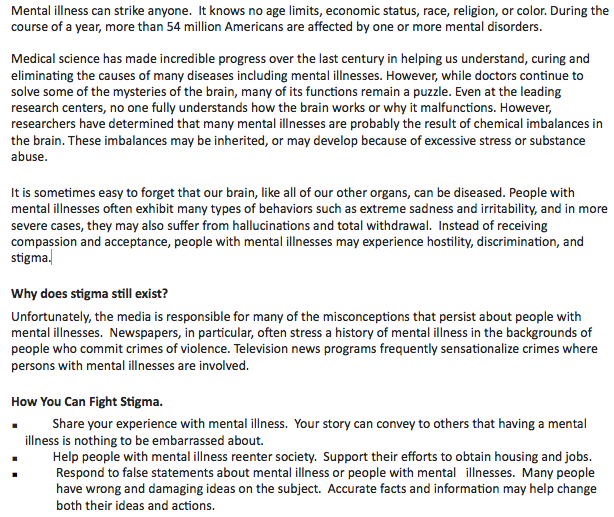 Mental illness can strike anyone.  It knows no age limits, economic status, race, religion, or color. During the
course of a year, more than 54 million Americans are affected by one or more mental disorders.
Medical science has made incredible progress over the last century in helping us understand, curing and
eliminating the causes of many diseases including mental illnesses. However, while doctors continue to
solve some of the mysteries of the brain, many of its functions remain a puzzle. Even at the leading
research centers, no one fully understands how the brain works or why it malfunctions. However,
researchers have determined that many mental illnesses are probably the result of chemical imbalances in
the brain. These imbalances may be inherited, or may develop because of excessive stress or substance
abuse.
It is sometimes easy to forget that our brain, like all of our other organs, can be diseased. People with
mental illnesses often exhibit many types of behaviors such as extreme sadness and irritability, and in more
severe cases, they may also suffer from hallucinations and total withdrawal.  Instead of receiving
compassion and acceptance, people with mental illnesses may experience hostility, discrimination, and
stigma.
Why does stigma still exist?
Unfortunately, the media is responsible for many of the misconceptions that persist about people with
mental illnesses.  Newspapers, in particular, often stress a history of mental illness in the backgrounds of
people who commit crimes of violence. Television news programs frequently sensationalize crimes where
persons with mental illnesses are involved.
How You Can Fight Stigma.
▪ Share your experience with mental illness.  Your story can convey to others that having a mental
illness is nothing to be embarrassed about.
▪ Help people with mental illness reenter society.  Support their efforts to obtain housing and jobs.
▪ Respond to false statements about mental illness or people with mental   illnesses.  Many people
have wrong and damaging ideas on the subject.  Accurate facts and information may help change
both their ideas and actions.